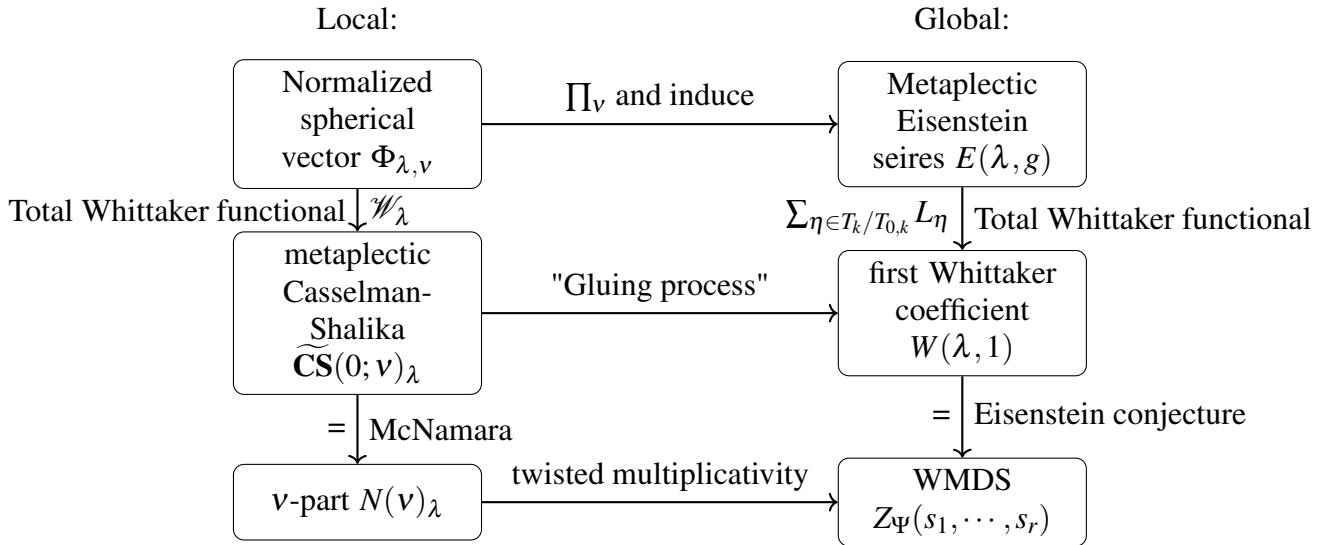 Local:
Global:
Normalized
spherical
vector Φ_{λ,ν}
∏_ν and induce
Metaplectic
Eisenstein
seires E(λ,g)
Total Whittaker functional
𝒲_λ
∑_{η∈T_k/T_{0,k}} L_η
Total Whittaker functional
metaplectic
Casselman-
Shalika
C̃S(0;ν)_λ
"Gluing process"
first Whittaker
coefficient
W(λ,1)
=
McNamara
=
Eisenstein conjecture
ν-part N(ν)_λ
twisted multiplicativity
WMDS
Z_Ψ(s_1,⋯,s_r)